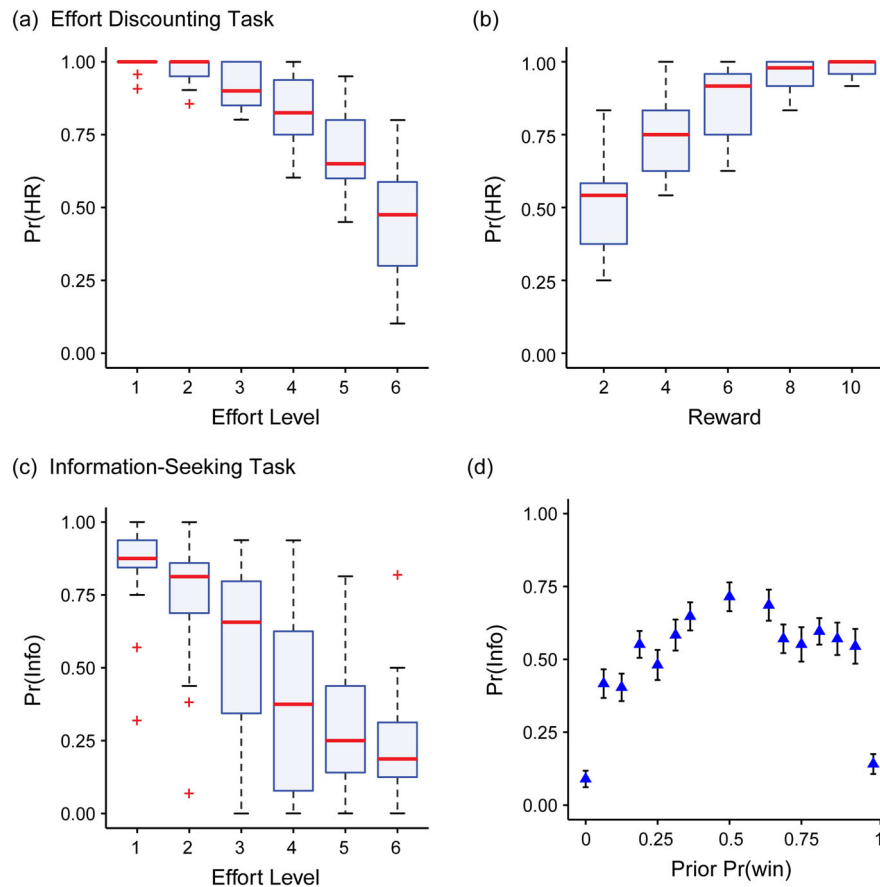 (a) Effort Discounting Task
1.00
0.75
0.50
0.25
0.00
Pr(HR)
1 2 3 4 5 6
Effort Level
(b)
1.00
0.75
0.50
0.25
0.00
Pr(HR)
2 4 6 8 10
Reward
(c) Information-Seeking Task
1.00
0.75
0.50
0.25
0.00
Pr(Info)
1 2 3 4 5 6
Effort Level
(d)
1.00
0.75
0.50
0.25
0.00
Pr(Info)
0 0.25 0.5 0.75 1
Prior Pr(win)